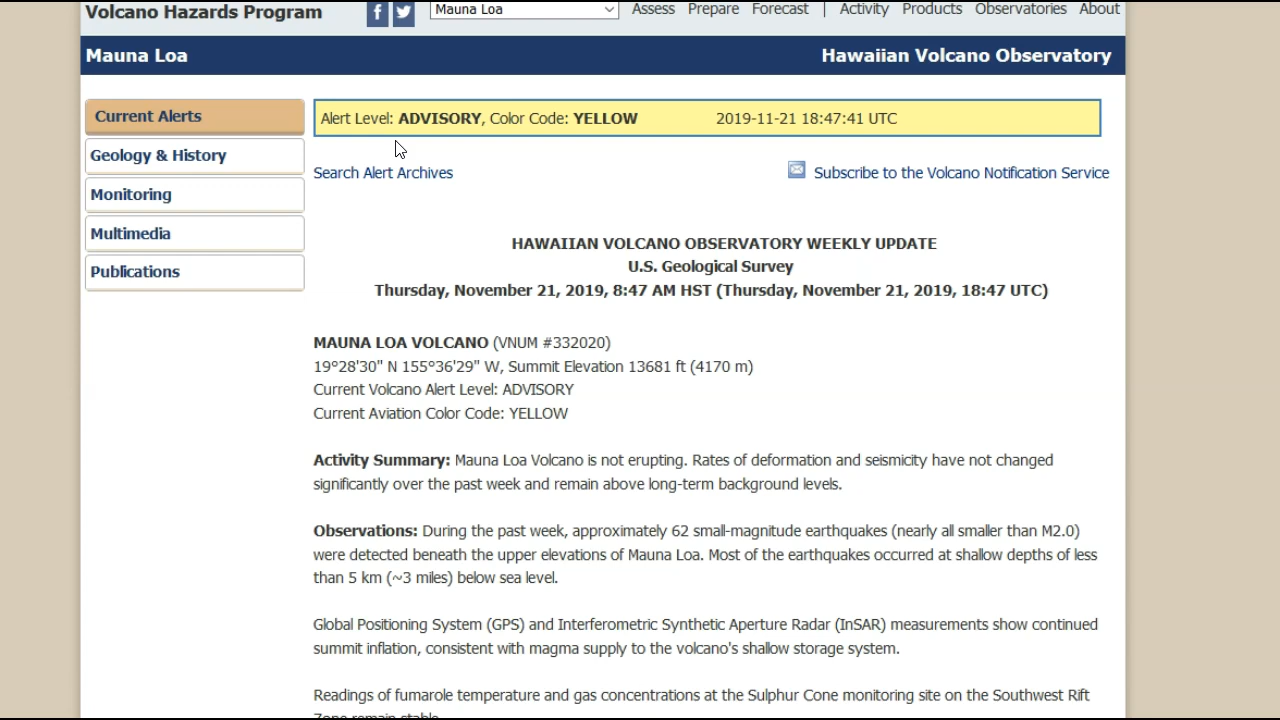 Volcano Hazards Program
f
Mauna Loa
Assess Prepare Forecast | Activity Products Observatories About
Mauna Loa
Hawaiian Volcano Observatory
Current Alerts
Geology & History
Monitoring
Multimedia
Publications
Alert Level: ADVISORY, Color Code: YELLOW 2019-11-21 18:47:41 UTC
Search Alert Archives
Subscribe to the Volcano Notification Service
HAWAIIAN VOLCANO OBSERVATORY WEEKLY UPDATE
U.S. Geological Survey
Thursday, November 21, 2019, 8:47 AM HST (Thursday, November 21, 2019, 18:47 UTC)
MAUNA LOA VOLCANO (VNUM #332020)
19°28'30" N 155°36'29" W, Summit Elevation 13681 ft (4170 m)
Current Volcano Alert Level: ADVISORY
Current Aviation Color Code: YELLOW
Activity Summary: Mauna Loa Volcano is not erupting. Rates of deformation and seismicity have not changed
significantly over the past week and remain above long-term background levels.
Observations: During the past week, approximately 62 small-magnitude earthquakes (nearly all smaller than M2.0)
were detected beneath the upper elevations of Mauna Loa. Most of the earthquakes occurred at shallow depths of less
than 5 km (~3 miles) below sea level.
Global Positioning System (GPS) and Interferometric Synthetic Aperture Radar (InSAR) measurements show continued
summit inflation, consistent with magma supply to the volcano's shallow storage system.
Readings of fumarole temperature and gas concentrations at the Sulphur Cone monitoring site on the Southwest Rift
Zone remain stable.